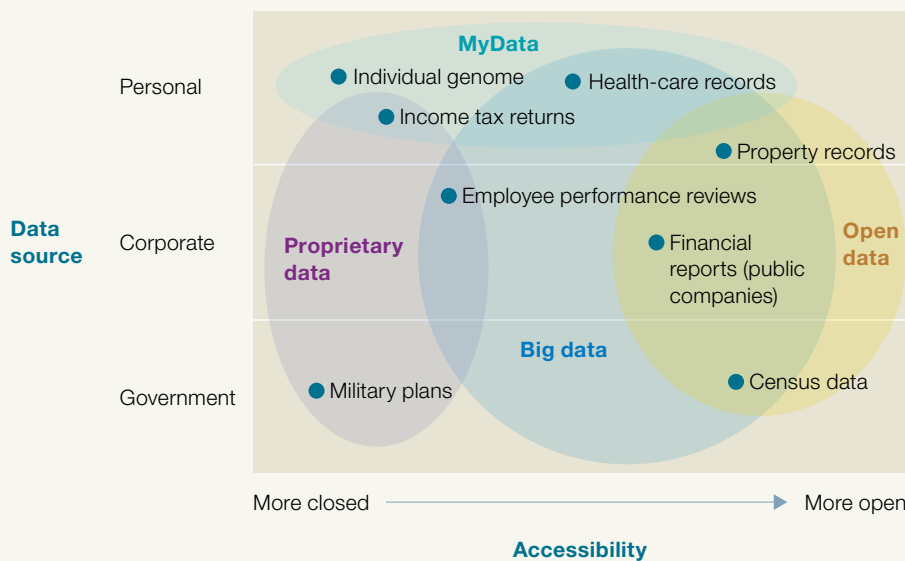 MyData
Personal
Individual genome
Health-care records
Income tax returns
Property records
Employee performance reviews
Data
source
Corporate
Proprietary
data
Financial
reports (public
companies)
Open
data
Big data
Government
Military plans
Census data
More closed
More open
Accessibility